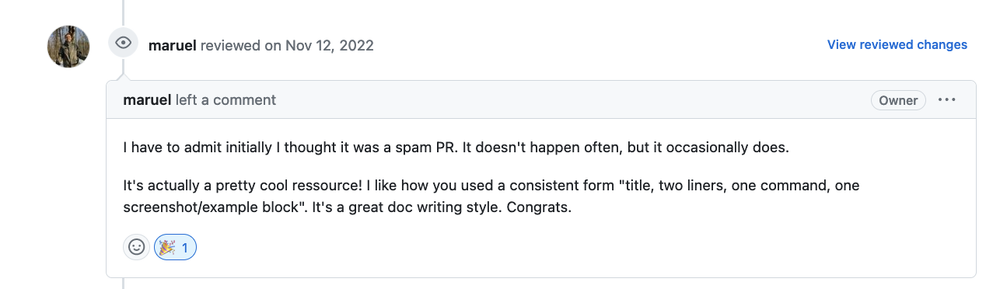 maruel reviewed on Nov 12, 2022
View reviewed changes
maruel left a comment
Owner
I have to admit initially I thought it was a spam PR. It doesn't happen often, but it occasionally does.
It's actually a pretty cool ressource! I like how you used a consistent form "title, two liners, one command, one
screenshot/example block". It's a great doc writing style. Congrats.
1